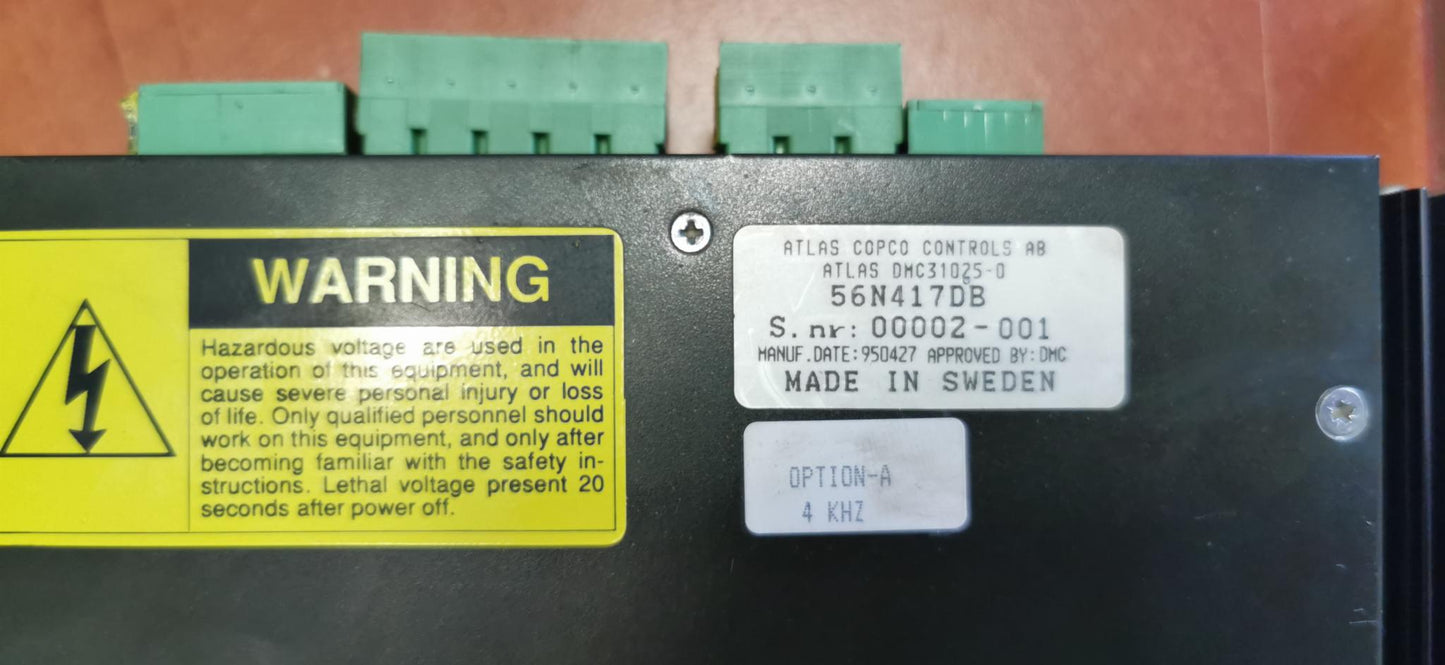 WARNING
Hazardous voltage are used in the
operation of this equipment, and will
cause severe personal injury or loss
of life. Only qualified personnel should
work on this equipment, and only after
becoming familiar with the safety in-
structions. Lethal voltage present 20
seconds after power off.
ATLAS COPCO CONTROLS AB
ATLAS DMC31025-0
56N417DB
S.nr: 00002-001
MANUF.DATE:950427 APPROVED BY:DMC
MADE IN SWEDEN
OPTION-A
4 KHZ